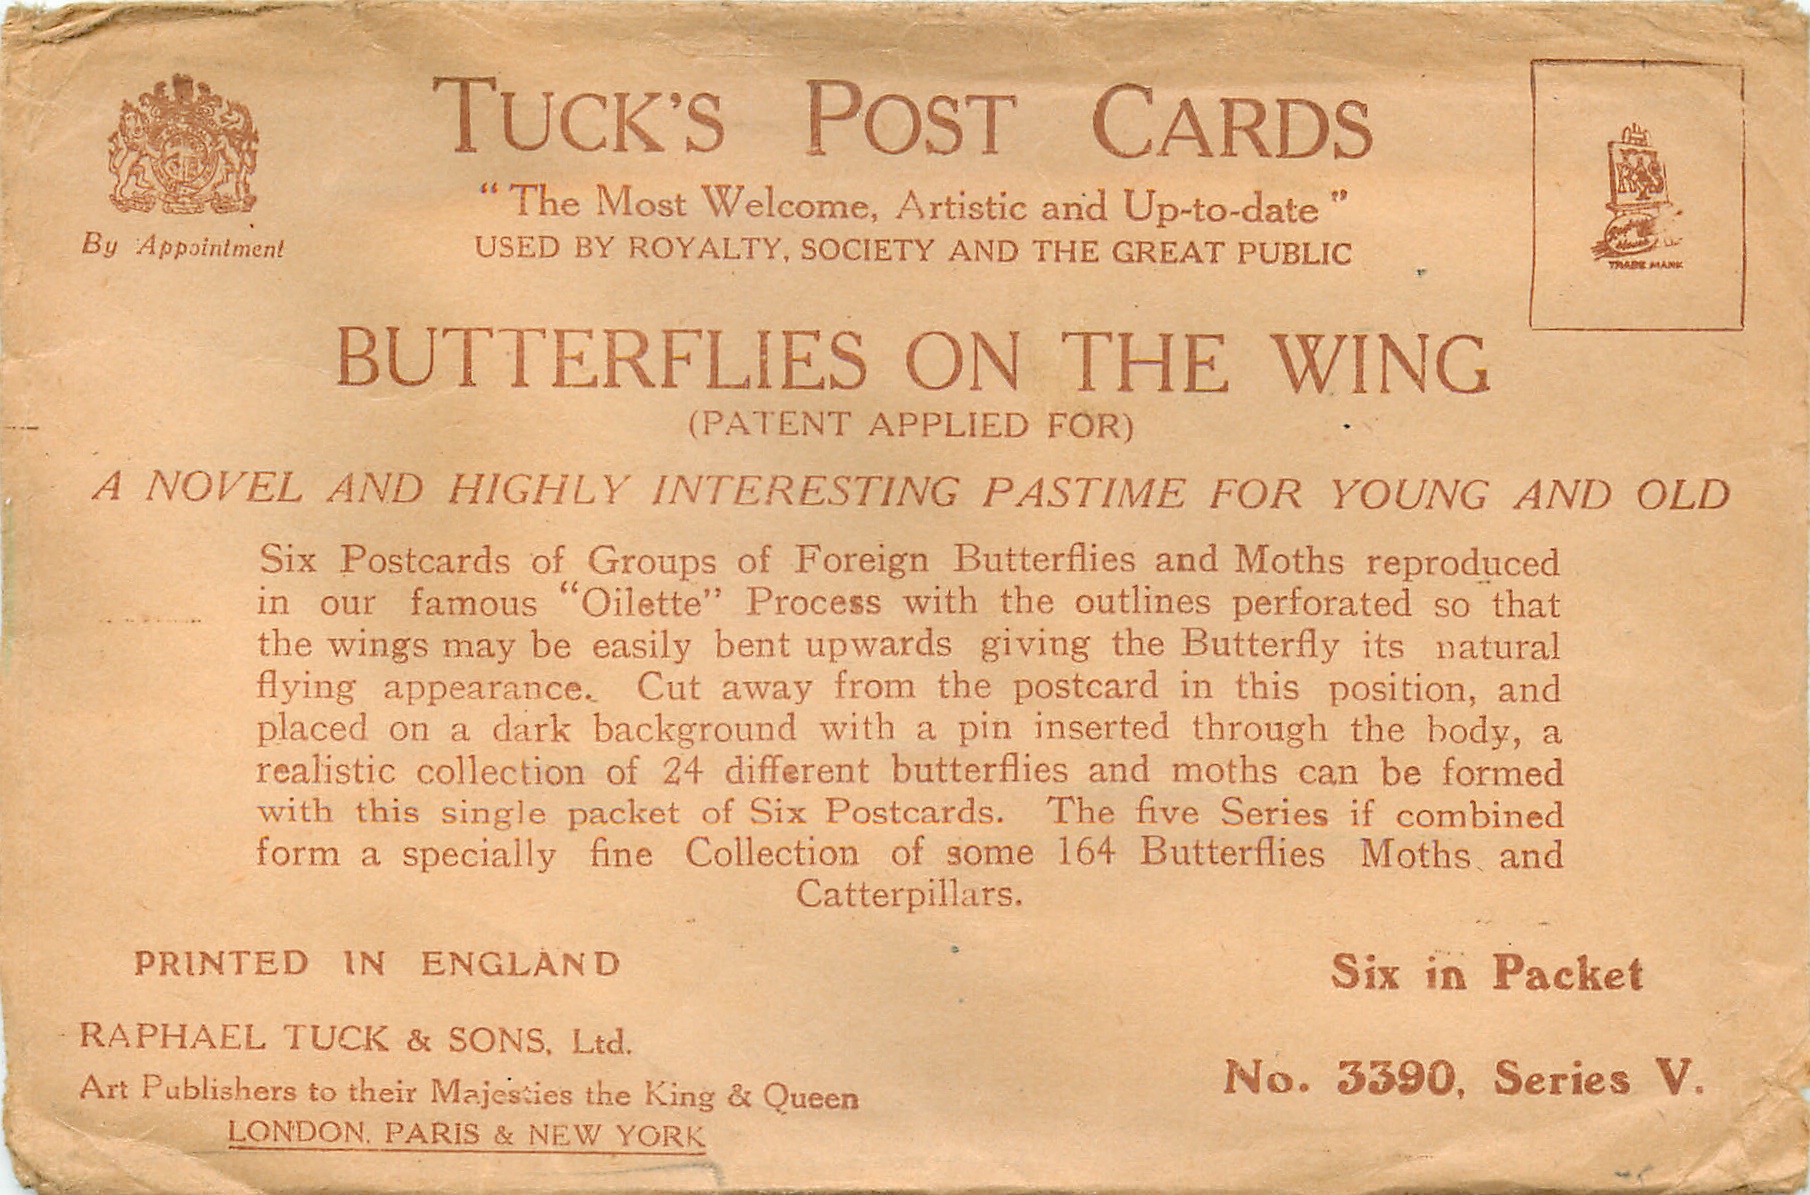 TUCK'S POST CARDS
"The Most Welcome, Artistic and Up-to-date"
USED BY ROYALTY, SOCIETY AND THE GREAT PUBLIC
By Appointment
TRADE MARK
BUTTERFLIES ON THE WING
(PATENT APPLIED FOR)
A NOVEL AND HIGHLY INTERESTING PASTIME FOR YOUNG AND OLD
Six Postcards of Groups of Foreign Butterflies and Moths reproduced
in our famous "Oilette" Process with the outlines perforated so that
the wings may be easily bent upwards giving the Butterfly its natural
flying appearance. Cut away from the postcard in this position, and
placed on a dark background with a pin inserted through the body, a
realistic collection of 24 different butterflies and moths can be formed
with this single packet of Six Postcards. The five Series if combined
form a specially fine Collection of some 164 Butterflies Moths and
Catterpillars.
PRINTED IN ENGLAND
Six in Packet
RAPHAEL TUCK & SONS, Ltd.
Art Publishers to their Majesties the King & Queen
LONDON. PARIS & NEW YORK
No. 3390, Series V.